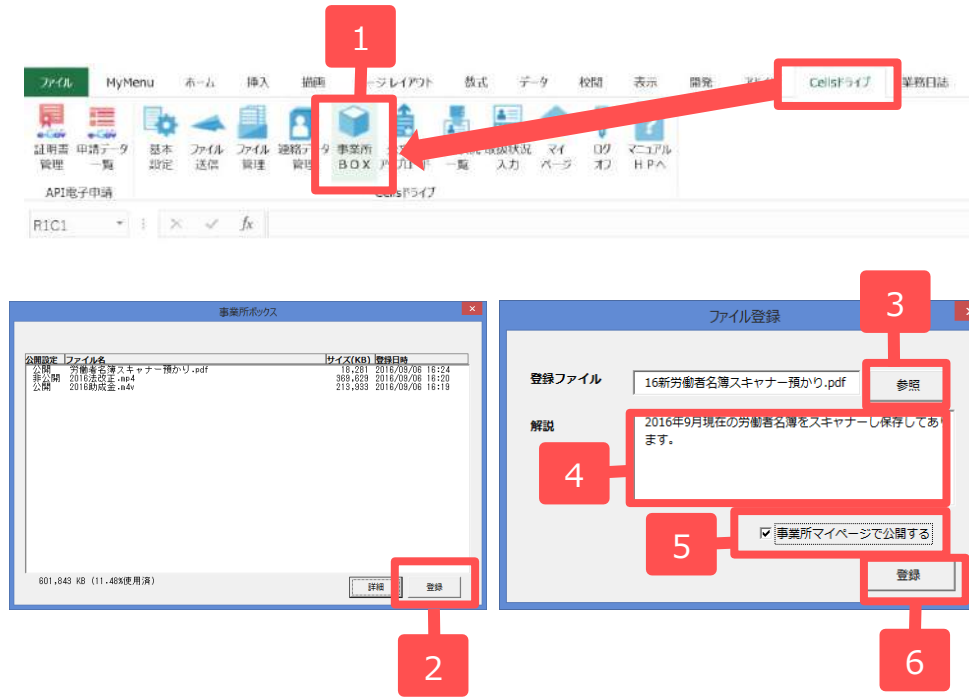 1
ファイル MyMenu ホーム 挿入 描画 ージレイアウト 数式 データ 校閲 表示 開発 Cellsドライブ 業務日誌
証明書管理 申請データ一覧 基本設定 ファイル送信 ファイル管理 連絡データ管理 事業所BOX 一覧 取扱状況入力 マイページ ログオフ マニュアルHPへ
API電子申請 Cellsドライブ
R1C1 fx
事業所ボックス
公開設定 ファイル名 サイズ(KB) 登録日時
公開 労働者名簿スキャナー預かり.pdf 18,281 2016/09/06 16:24
非公開 2016法改正.mp4 369,629 2016/09/06 16:20
公開 2016助成金.m4v 213,933 2016/09/06 16:19
601,843 KB (11.48%使用済)
詳細 登録
2
3
ファイル登録
登録ファイル 16新労働者名簿スキャナー預かり.pdf 参照
解説 2016年9月現在の労働者名簿をスキャナーし保存してあり
ます。
4
5
事業所マイページで公開する
登録
6